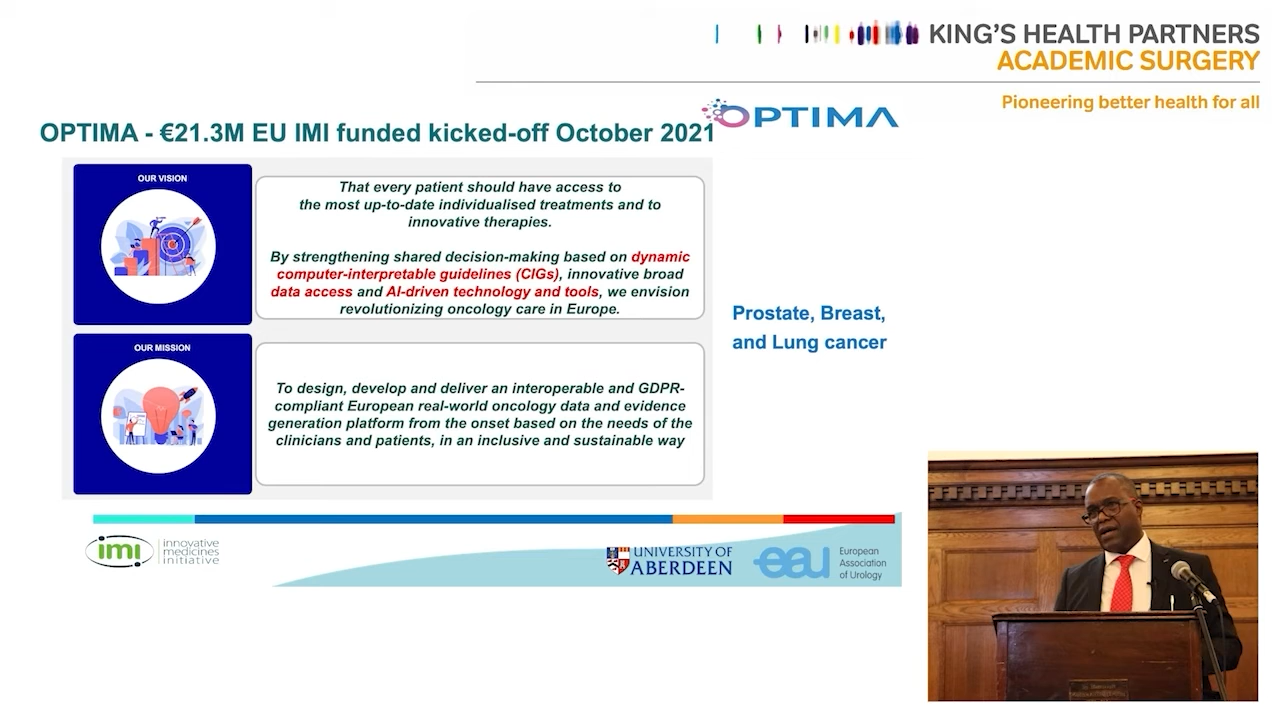 KING'S HEALTH PARTNERS
ACADEMIC SURGERY
Pioneering better health for all
OPTIMA
OPTIMA - €21.3M EU IMI funded kicked-off October 2021
OUR VISION
That every patient should have access to
the most up-to-date individualised treatments and to
innovative therapies.
By strengthening shared decision-making based on dynamic
computer-interpretable guidelines (CIGs), innovative broad
data access and AI-driven technology and tools, we envision
revolutionizing oncology care in Europe.
Prostate, Breast,
and Lung cancer
OUR MISSION
To design, develop and deliver an interoperable and GDPR-
compliant European real-world oncology data and evidence
generation platform from the onset based on the needs of the
clinicians and patients, in an inclusive and sustainable way
imi
innovative
medicines
initiative
UNIVERSITY OF
ABERDEEN
eau
European
Association
of Urology